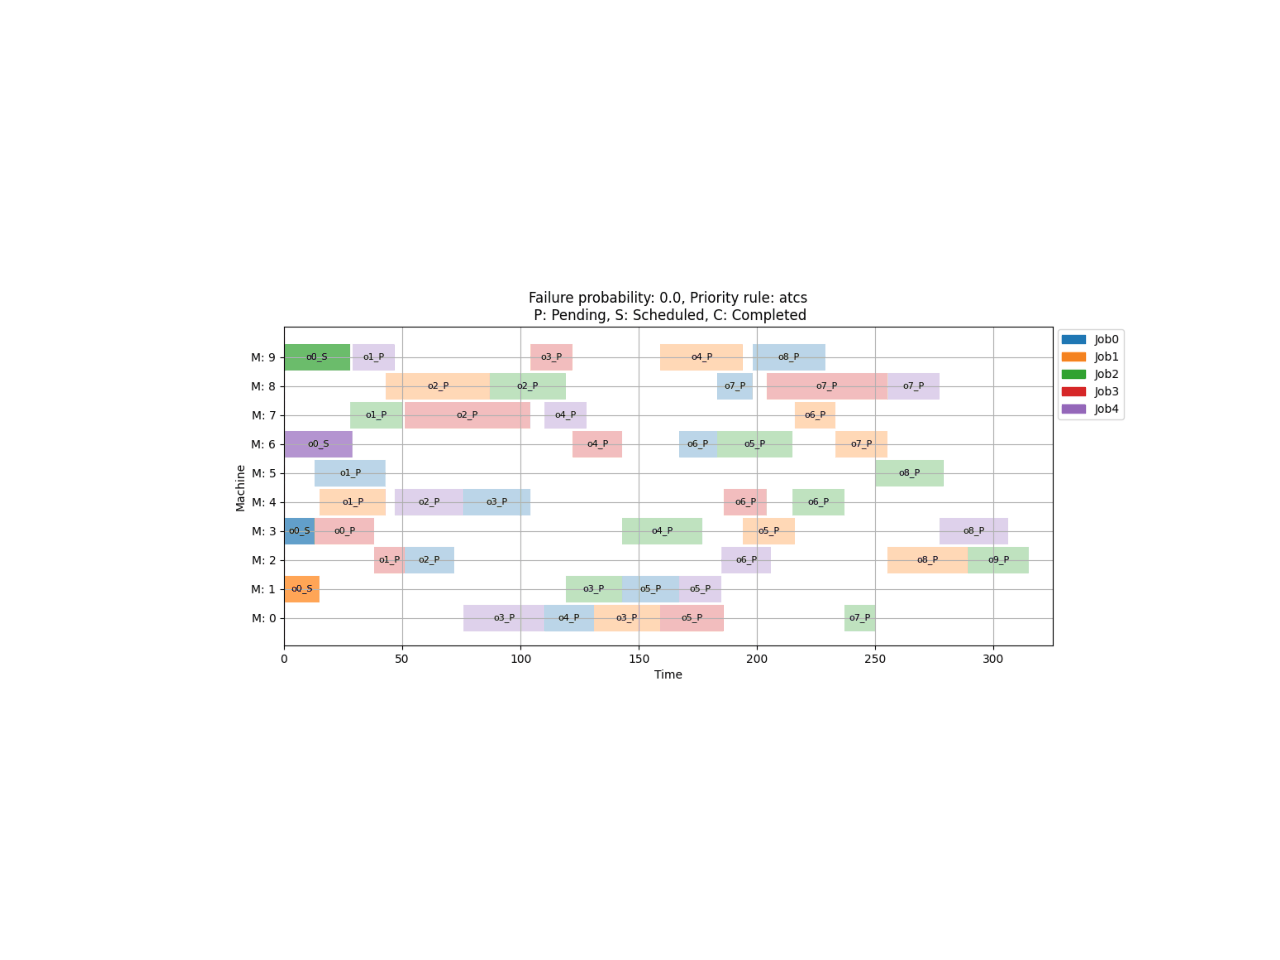 Failure probability: 0.0, Priority rule: atcs
P: Pending, S: Scheduled, C: Completed
M: 9 o0_S o1_P o3_P o4_P o8_P
M: 8 o2_P o2_P o7_P o7_P o7_P
M: 7 o1_P o2_P o4_P o6_P
M: 6 o0_S o4_P o6_P o5_P o7_P
M: 5 o1_P o8_P
M: 4 o1_P o2_P o3_P o6_P o6_P
M: 3 o0_S o0_P o4_P o5_P o8_P
M: 2 o1_P o2_P o6_P o8_P o9_P
M: 1 o0_S o3_P o5_P o5_P
M: 0 o3_P o4_P o3_P o5_P o7_P
Machine
0 50 100 150 200 250 300
Time
Job0
Job1
Job2
Job3
Job4